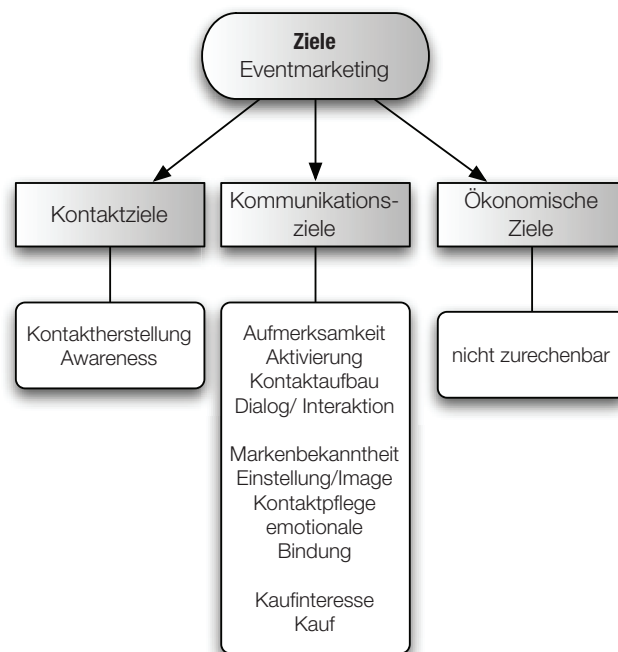 Ziele
Eventmarketing
Kontaktziele
Kommunikations-
ziele
Ökonomische
Ziele
Kontaktherstellung
Awareness
Aufmerksamkeit
Aktivierung
Kontaktaufbau
Dialog/ Interaktion
Markenbekanntheit
Einstellung/Image
Kontaktpflege
emotionale
Bindung
Kaufinteresse
Kauf
nicht zurechenbar